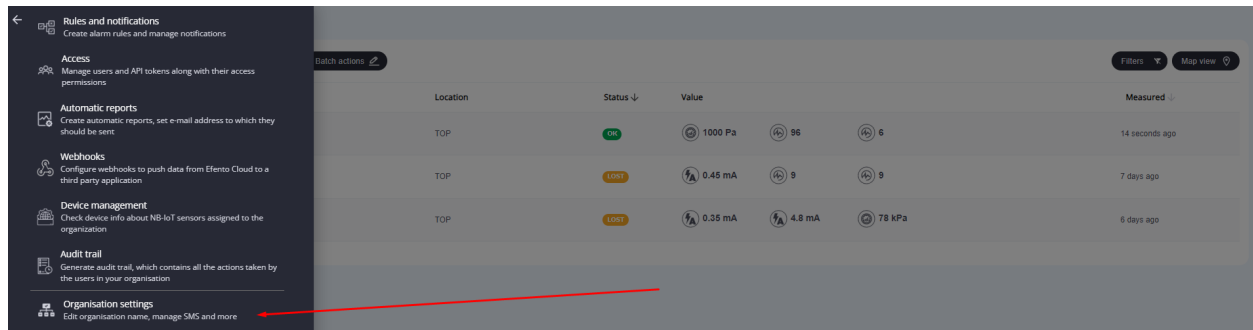 Rules and notifications
Create alarm rules and manage notifications
Access
Manage users and API tokens along with their access
permissions
Automatic reports
Create automatic reports, set e-mail address to which they
should be sent
Webhooks
Configure webhooks to push data from Efento Cloud to a
third party application
Device management
Check device info about NB-IoT sensors assigned to the
organization
Audit trail
Generate audit trail, which contains all the actions taken by
the users in your organisation
Organisation settings
Edit organisation name, manage SMS and more
Batch actions
Filters
Map view
Location Status Value Measured
TOP OK 1000 Pa 96 6 14 seconds ago
TOP LOST 0.45 mA 9 9 7 days ago
TOP LOST 0.35 mA 4.8 mA 78 kPa 6 days ago